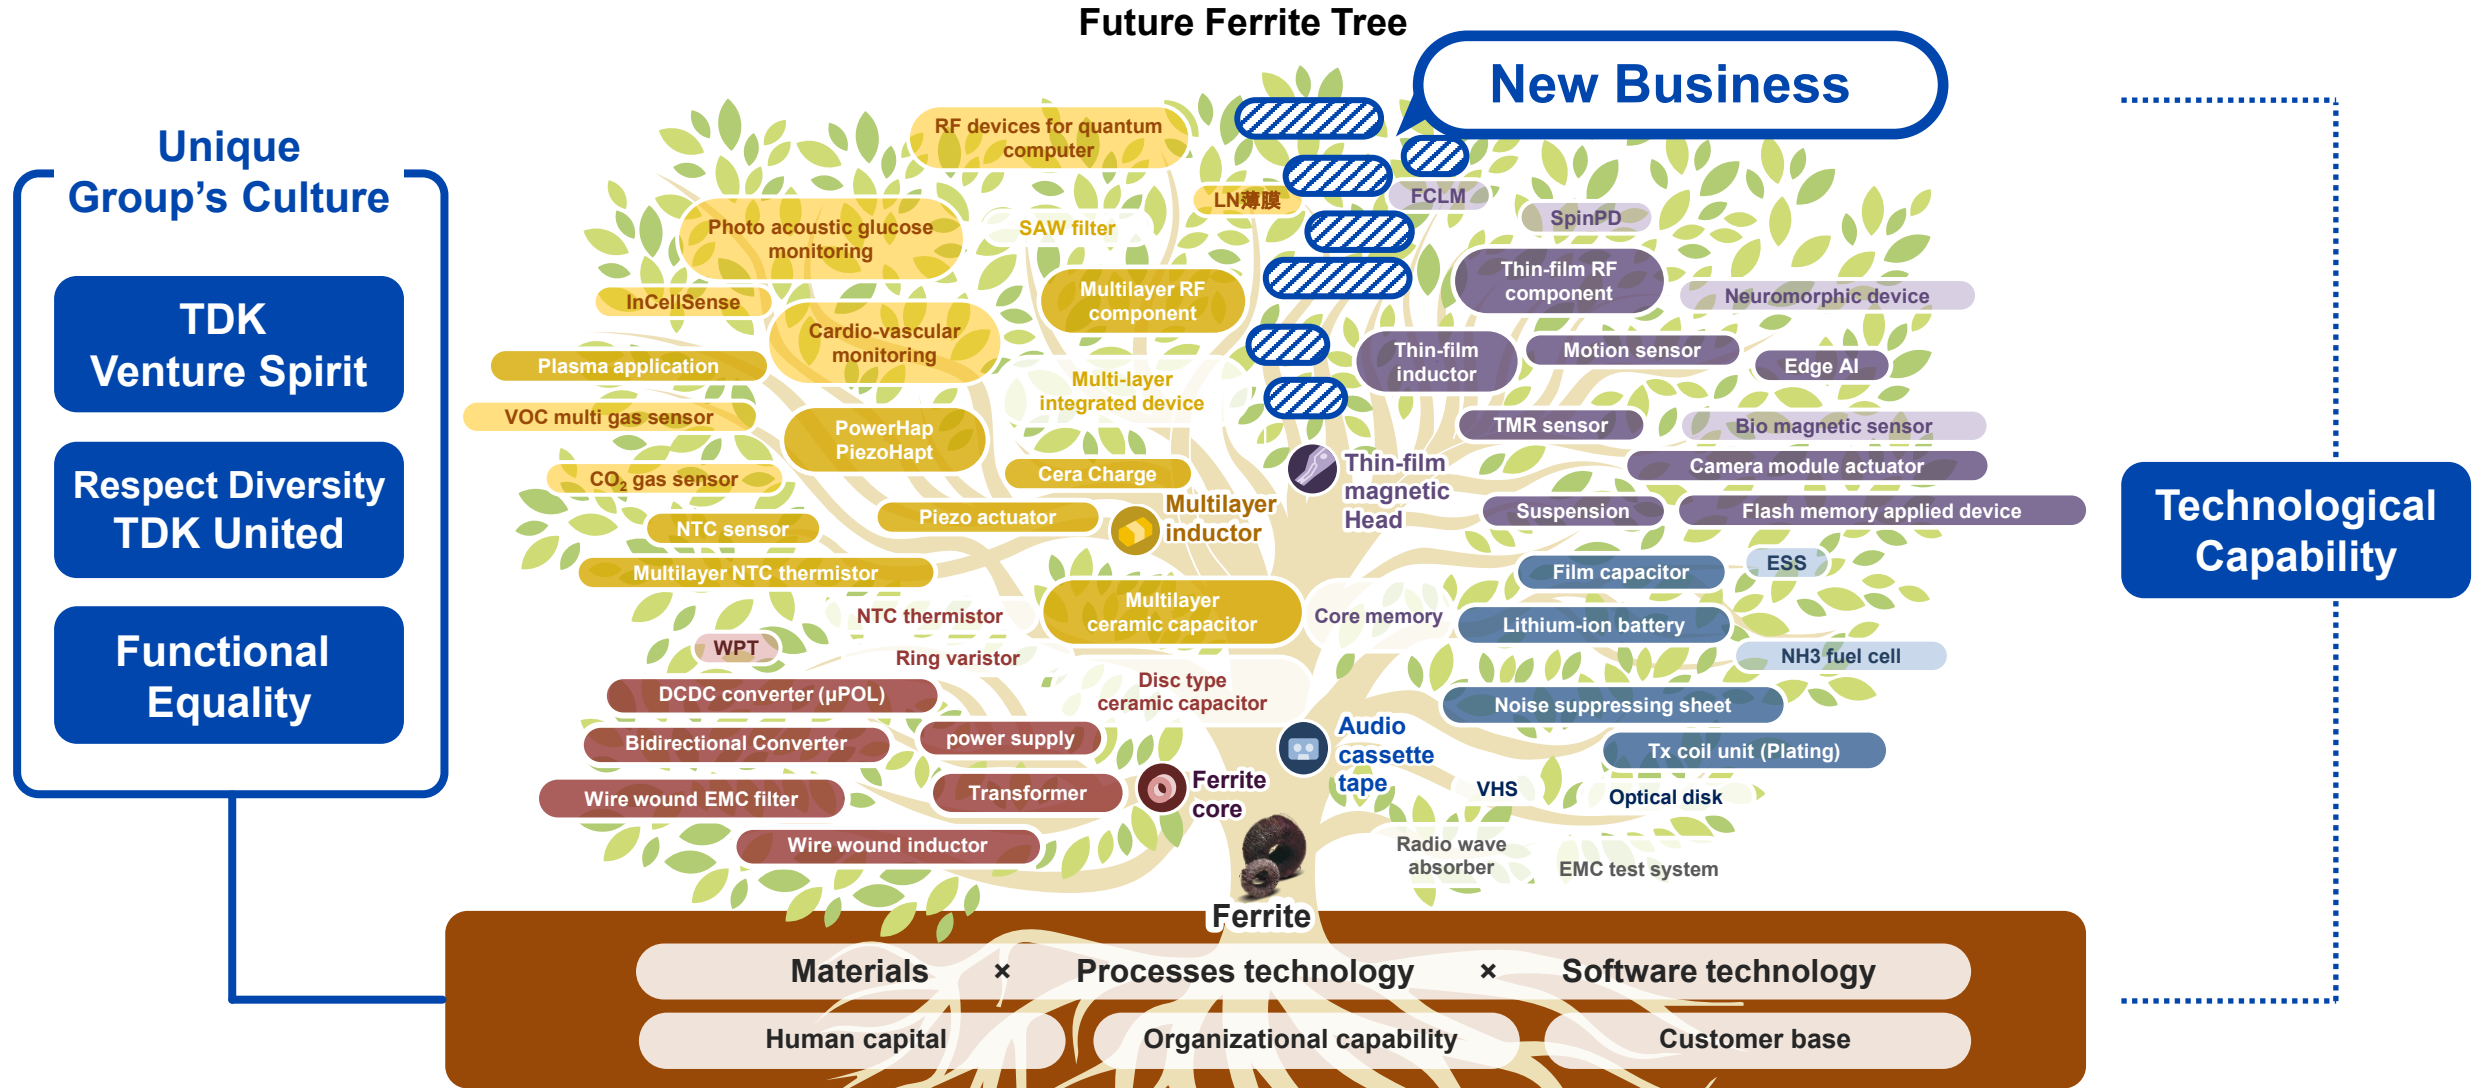 Future Ferrite Tree
New Business
Unique
Group’s Culture
TDK
Venture Spirit
Respect Diversity
TDK United
Functional
Equality
RF devices for quantum
computer
LN薄膜
FCLM
SpinPD
Photo acoustic glucose
monitoring
SAW filter
Thin-film RF
component
Multilayer RF
component
InCellSense
Neuromorphic device
Cardio-vascular
monitoring
Thin-film
inductor
Motion sensor
Edge AI
Plasma application
Multi-layer
integrated device
VOC multi gas sensor
PowerHap
PiezoHapt
TMR sensor
Bio magnetic sensor
Cera Charge
Thin-film
magnetic
Head
Camera module actuator
CO₂ gas sensor
Multilayer
inductor
Piezo actuator
Suspension
Flash memory applied device
NTC sensor
Multilayer NTC thermistor
Film capacitor
ESS
Multilayer
ceramic capacitor
NTC thermistor
Core memory
Lithium-ion battery
WPT
Ring varistor
NH3 fuel cell
DCDC converter (μPOL)
Disc type
ceramic capacitor
Noise suppressing sheet
Bidirectional Converter
power supply
Audio
cassette
tape
Tx coil unit (Plating)
Ferrite
core
Wire wound EMC filter
Transformer
VHS
Optical disk
Wire wound inductor
Radio wave
absorber
EMC test system
Ferrite
Materials × Processes technology × Software technology
Human capital
Organizational capability
Customer base
Technological
Capability